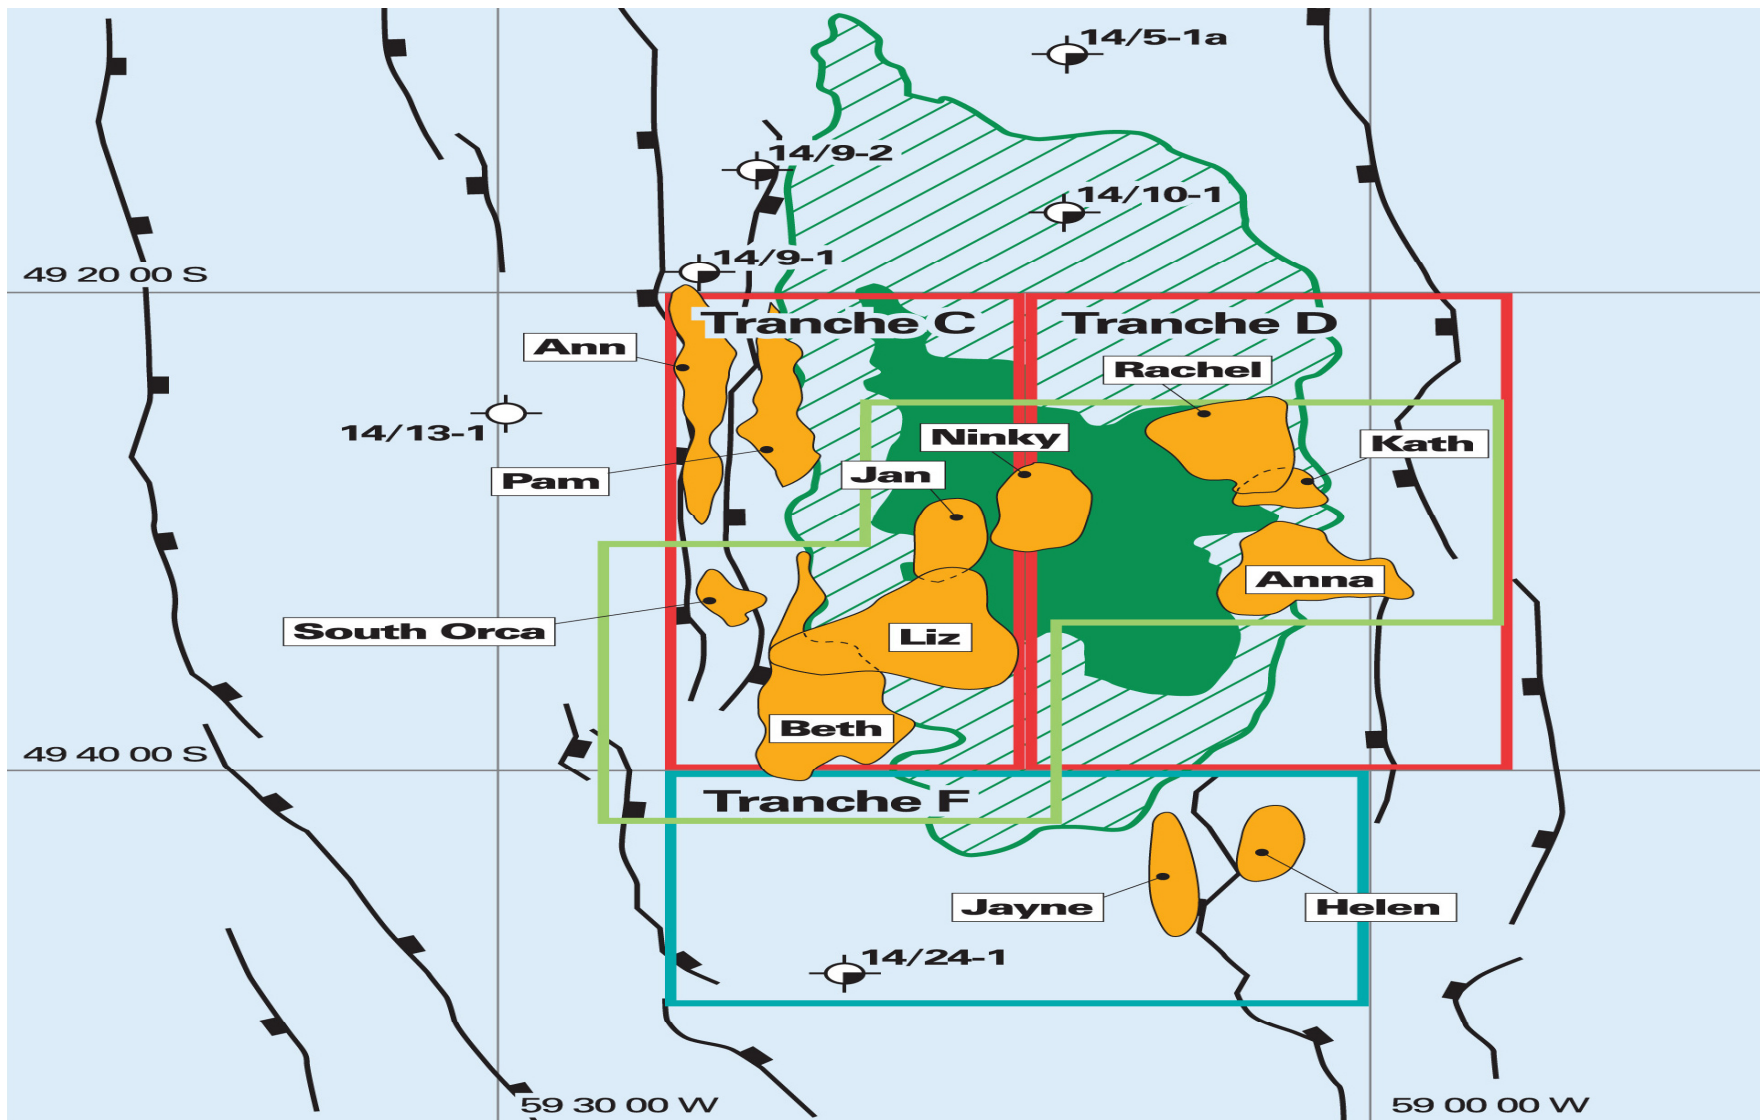 14/5-1a
14/9-2
14/10-1
14/9-1
49 20 00 S
Tranche C
Tranche D
Ann
Rachel
14/13-1
Ninky
Kath
Pam
Jan
Anna
South Orca
Liz
Beth
49 40 00 S
Tranche F
Jayne
Helen
14/24-1
59 30 00 W
59 00 00 W